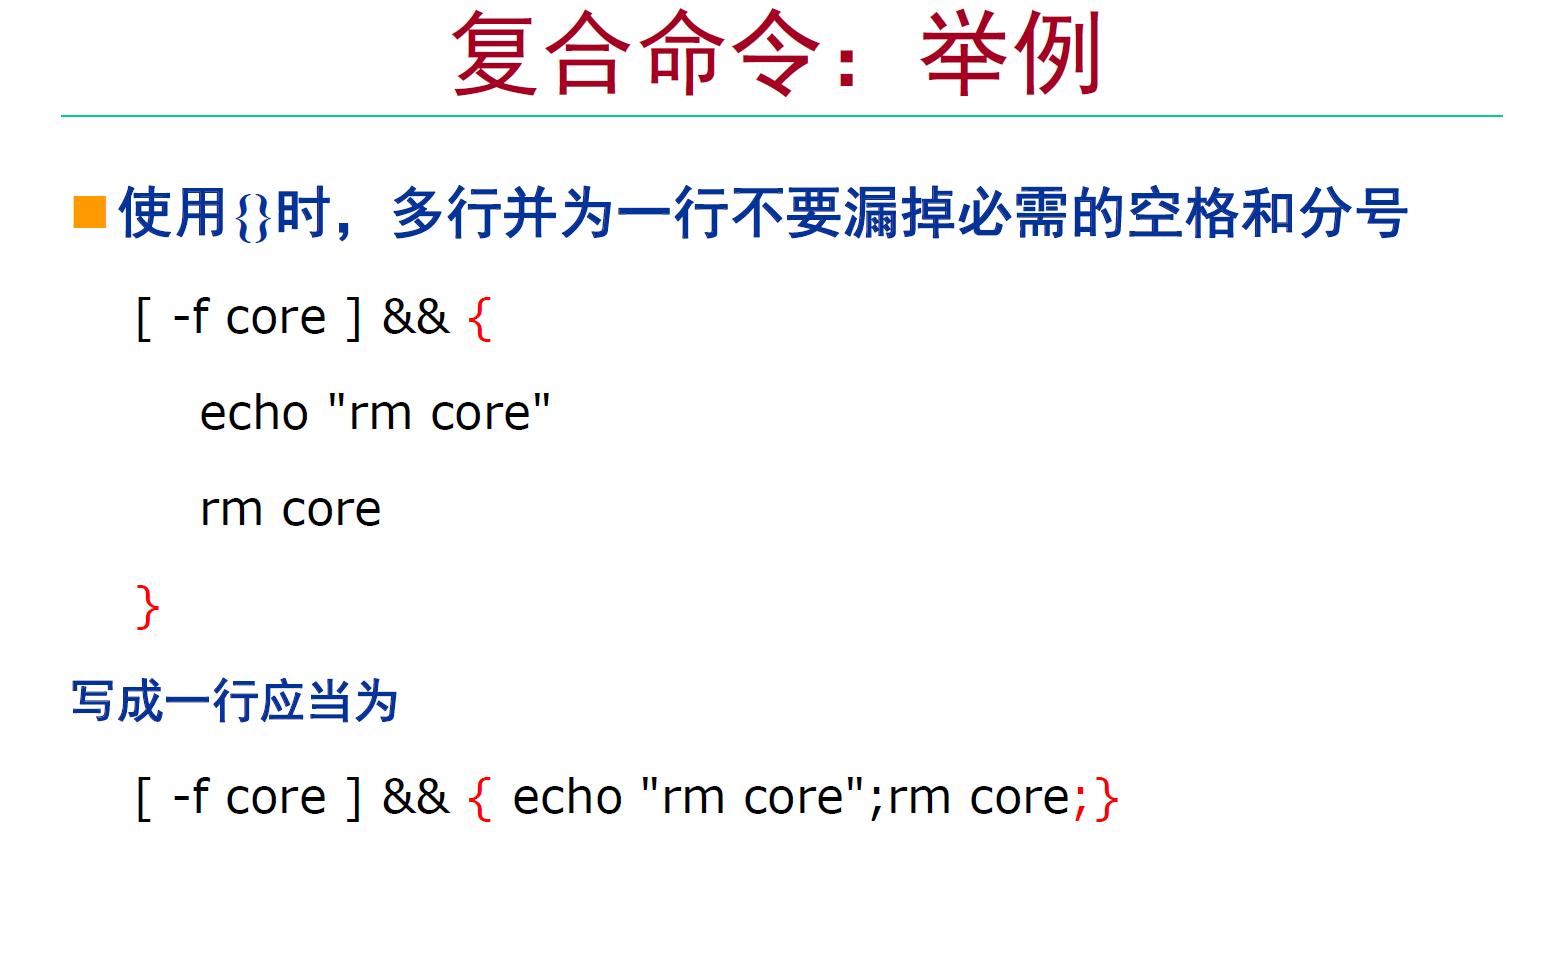 复合命令：举例
使用{}时，多行并为一行不要漏掉必需的空格和分号
[ -f core ] && {
echo "rm core"
rm core
}
写成一行应当为
[ -f core ] && { echo "rm core";rm core;}